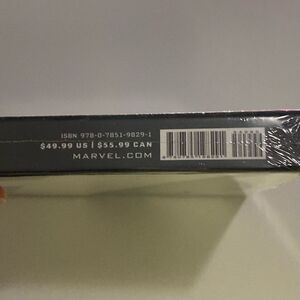 ISBN 978-0-7851-9829-1
$49.99 US | $55.99 CAN
MARVEL.COM